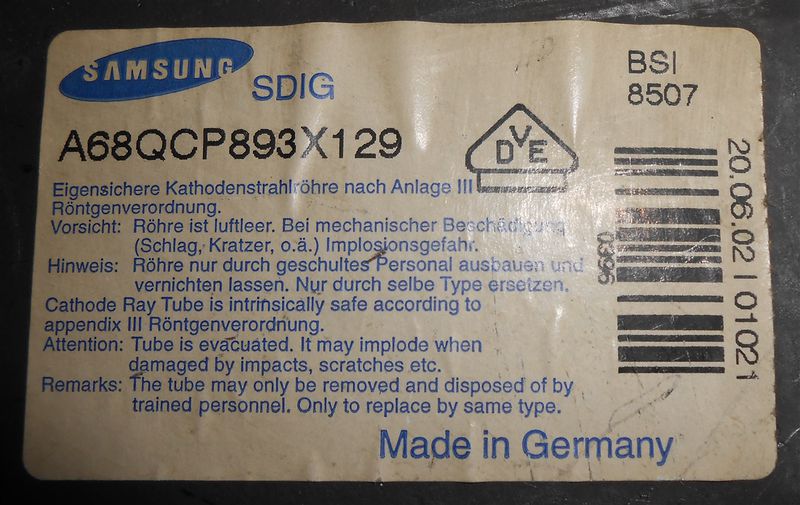 SAMSUNG
SDIG
BSI
8507
A68QCP893X129
VDE
Eigensichere Kathodenstrahlröhre nach Anlage III
Röntgenverordnung.
Vorsicht: Röhre ist luftleer. Bei mechanischer Beschädigung
(Schlag, Kratzer, o.ä.) Implosionsgefahr.
Hinweis: Röhre nur durch geschultes Personal ausbauen und
vernichten lassen. Nur durch selbe Type ersetzen.
Cathode Ray Tube is intrinsically safe according to
appendix III Röntgenverordnung.
Attention: Tube is evacuated. It may implode when
damaged by impacts, scratches etc.
Remarks: The tube may only be removed and disposed of by
trained personnel. Only to replace by same type.
Made in Germany
03996
20.06.02 | 01021